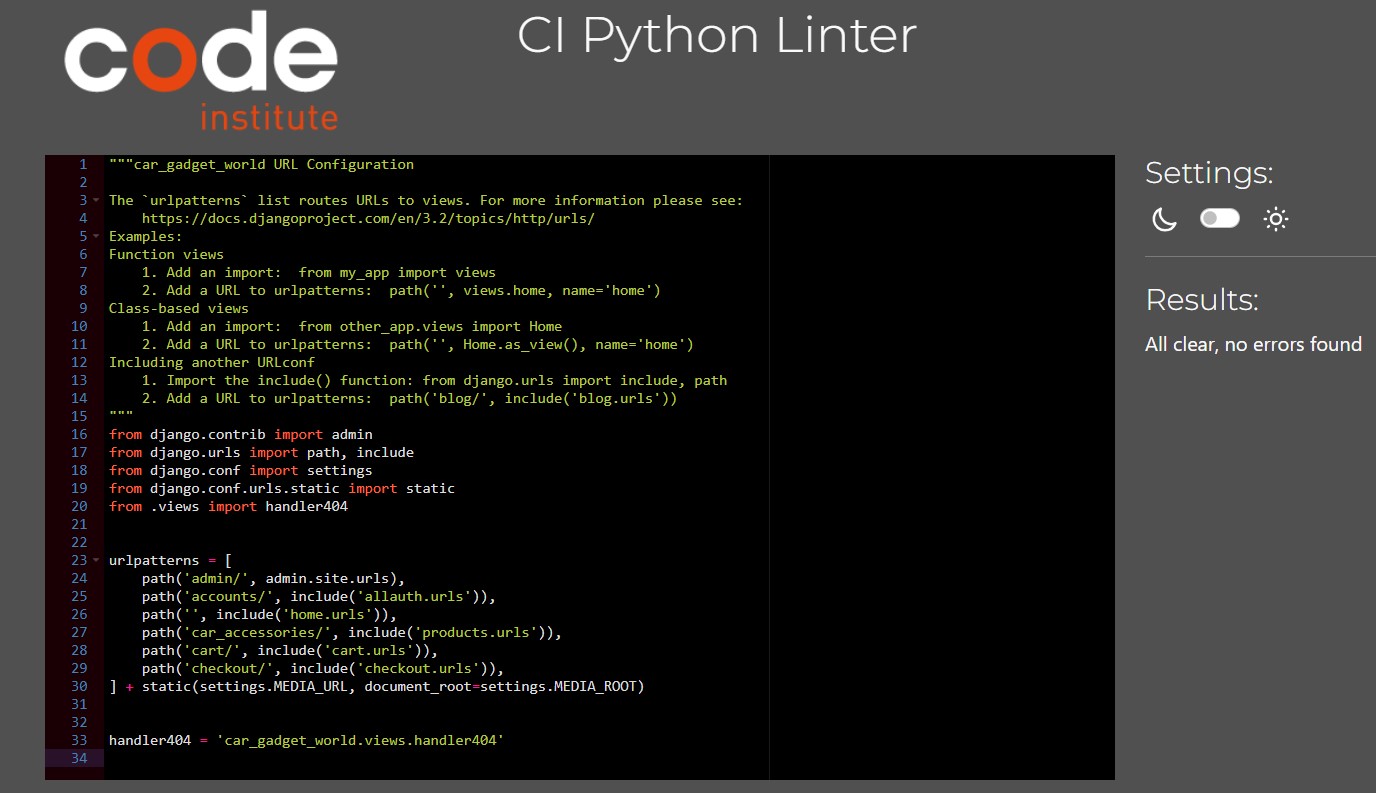 code
institute
CI Python Linter
1 """car_gadget_world URL Configuration
2
3 The `urlpatterns` list routes URLs to views. For more information please see:
4     https://docs.djangoproject.com/en/3.2/topics/http/urls/
5 Examples:
6 Function views
7     1. Add an import:  from my_app import views
8     2. Add a URL to urlpatterns:  path('', views.home, name='home')
9 Class-based views
10     1. Add an import:  from other_app.views import Home
11     2. Add a URL to urlpatterns:  path('', Home.as_view(), name='home')
12 Including another URLconf
13     1. Import the include() function: from django.urls import include, path
14     2. Add a URL to urlpatterns:  path('blog/', include('blog.urls'))
15 """
16 from django.contrib import admin
17 from django.urls import path, include
18 from django.conf import settings
19 from django.conf.urls.static import static
20 from .views import handler404
21
22
23 urlpatterns = [
24     path('admin/', admin.site.urls),
25     path('accounts/', include('allauth.urls')),
26     path('', include('home.urls')),
27     path('car_accessories/', include('products.urls')),
28     path('cart/', include('cart.urls')),
29     path('checkout/', include('checkout.urls')),
30 ] + static(settings.MEDIA_URL, document_root=settings.MEDIA_ROOT)
31
32
33 handler404 = 'car_gadget_world.views.handler404'
34
Settings:
Results:
All clear, no errors found